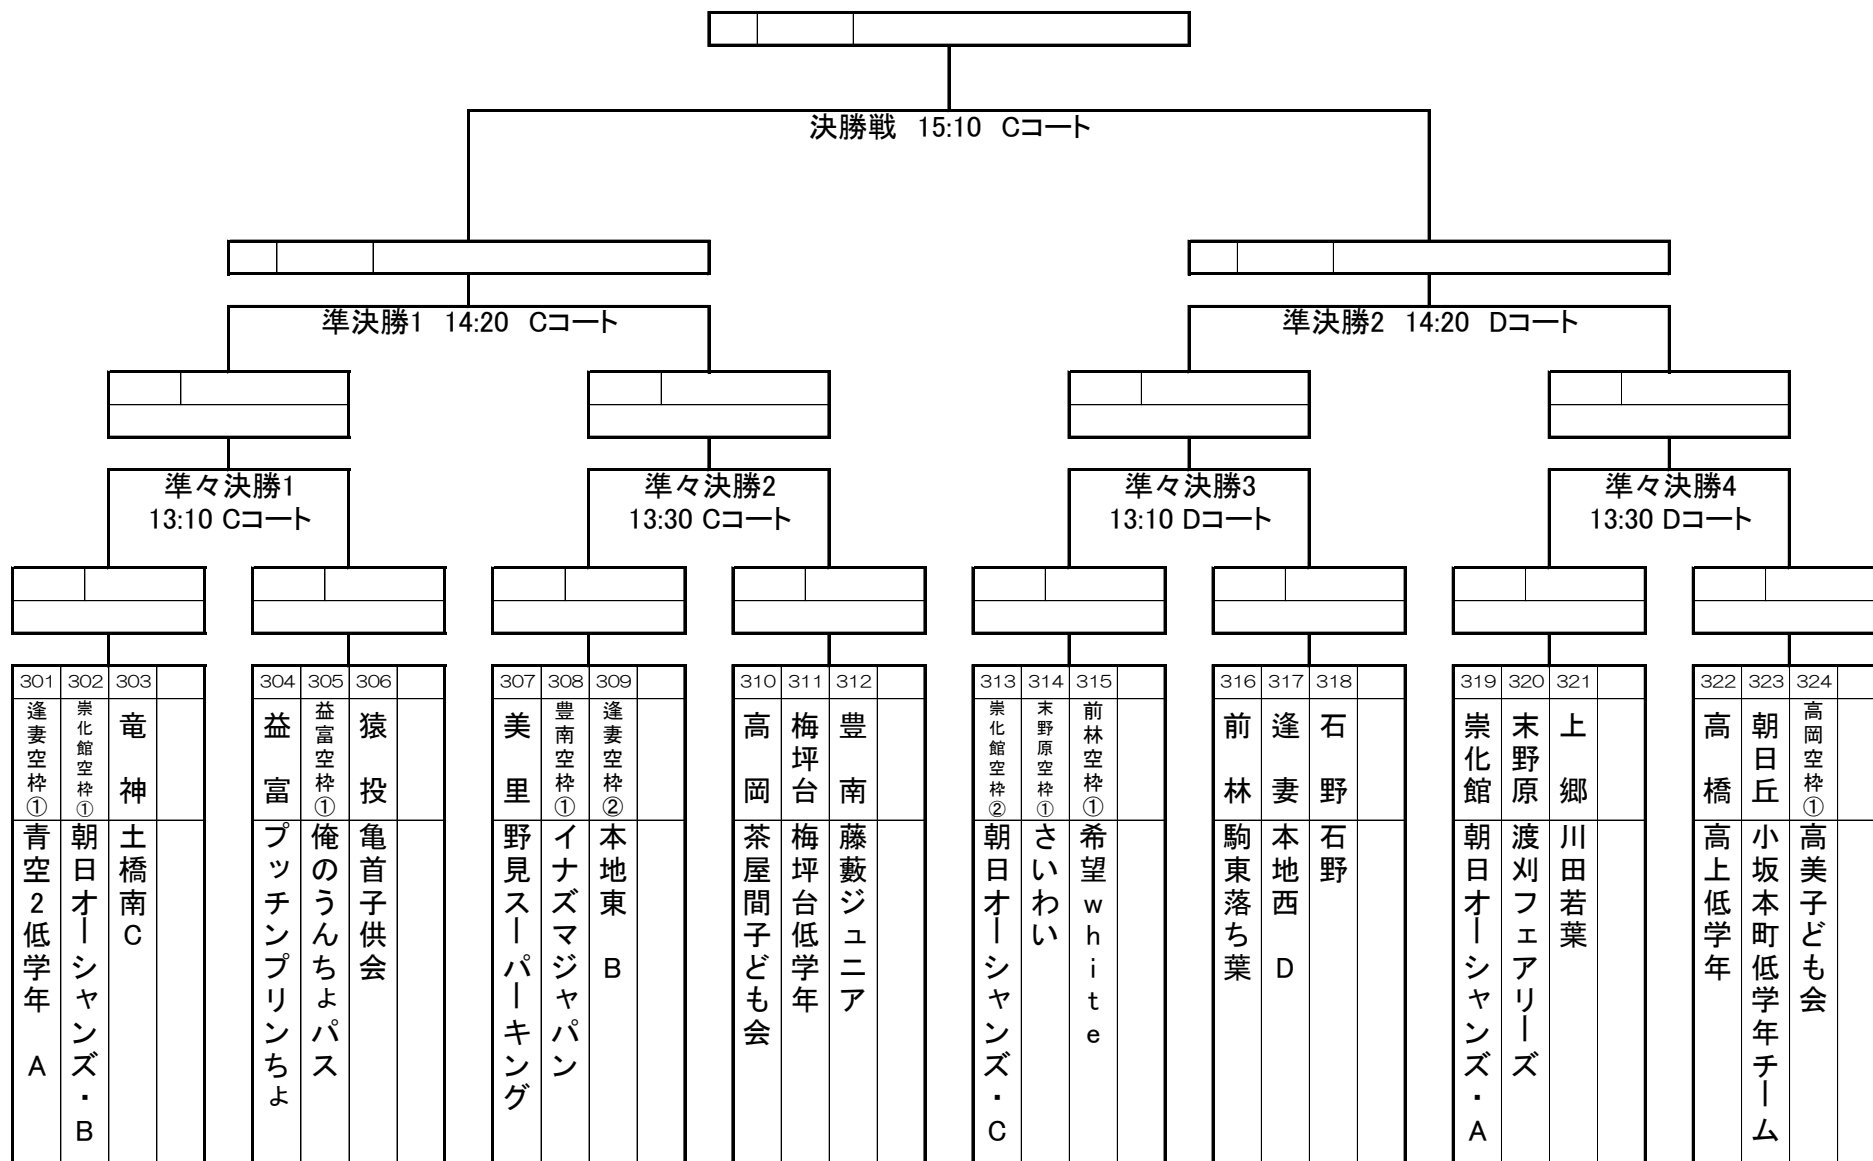 決勝戦 15:10 Cコート
準決勝1 14:20 Cコート
準決勝2 14:20 Dコート
準々決勝1
13:10 Cコート
準々決勝2
13:30 Cコート
準々決勝3
13:10 Dコート
準々決勝4
13:30 Dコート
301
逢妻空枠①
青空2低学年 A
302
崇化館空枠①
朝日オーシャンズ・B
303
竜神
土橋南C
304
益富
プッチンプリンちょ
305
益富空枠①
俺のうんちょパス
306
猿投
亀首子供会
307
美里
野見スーパーキング
308
豊南空枠①
イナズマジャパン
309
逢妻空枠②
本地東 B
310
高岡
茶屋間子ども会
311
梅坪台
梅坪台低学年
312
豊南
藤藪ジュニア
313
崇化館空枠②
朝日オーシャンズ・C
314
末野原空枠①
さいわい
315
前林空枠①
希望white
316
前林
駒東落ち葉
317
逢妻
本地西 D
318
石野
石野
319
崇化館
朝日オーシャンズ・A
320
末野原
渡刈フェアリーズ
321
上郷
川田若葉
322
高橋
高上低学年
323
朝日丘
小坂本町低学年チーム
324
高岡空枠①
高美子ども会